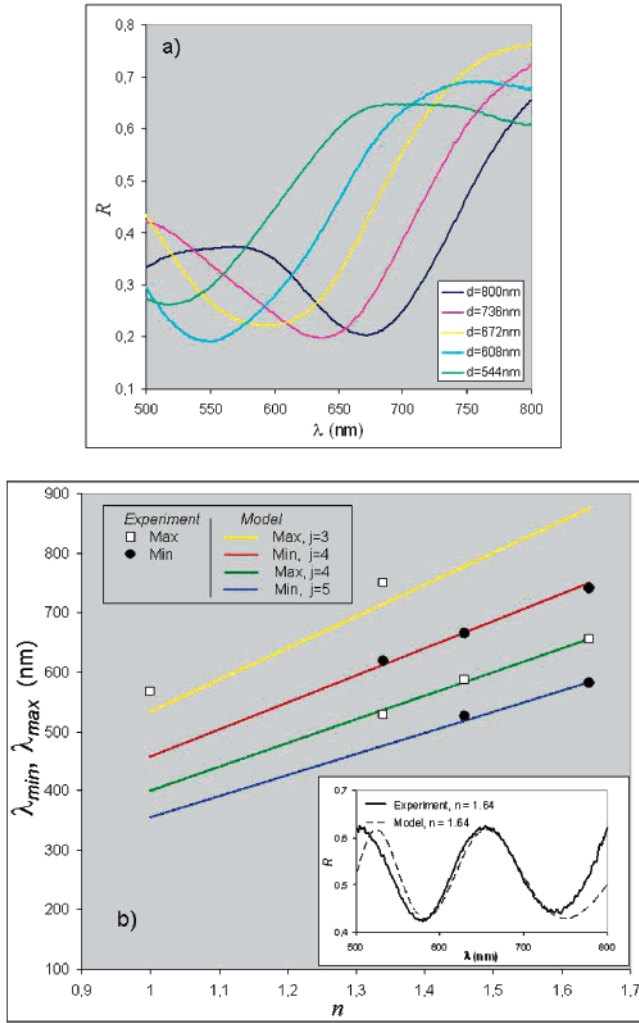 a)
0,8
0,7
0,6
0,5
0,4
0,3
0,2
0,1
R
d=800nm
d=736nm
d=672nm
d=608nm
d=544nm
500 550 600 650 700 750 800
λ (nm)
900
800
700
600
500
400
300
200
100
λmin, λmax (nm)
Experiment Model
Max Max, j=3
Min Min, j=4
Max, j=4
Min, j=5
b)
0,7
0,6
0,5
0,4
R
Experiment, n = 1.64
Model, n = 1.64
500 600 700 800
λ (nm)
0,9 1 1,1 1,2 1,3 1,4 1,5 1,6 1,7
n